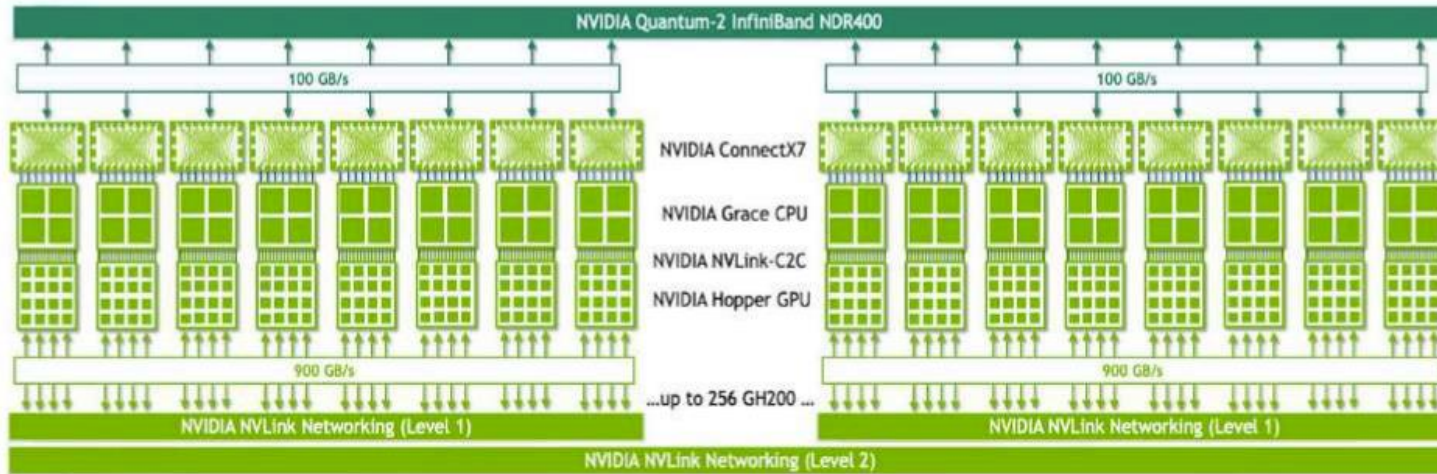 NVIDIA Quantum-2 InfiniBand NDR400
100 GB/s
100 GB/s
NVIDIA ConnectX7
NVIDIA Grace CPU
NVIDIA NVLink-C2C
NVIDIA Hopper GPU
900 GB/s
900 GB/s
...up to 256 GH200 ...
NVIDIA NVLink Networking (Level 1)
NVIDIA NVLink Networking (Level 1)
NVIDIA NVLink Networking (Level 2)